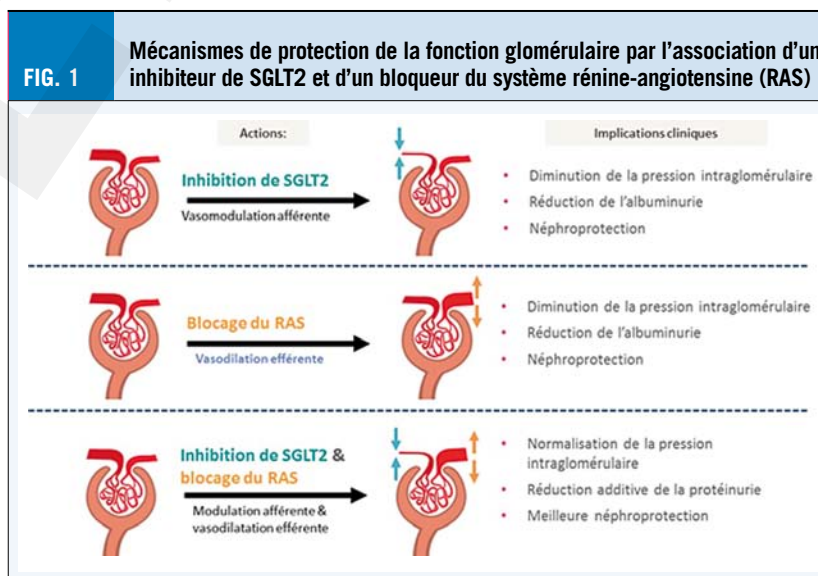 FIG. 1
Mécanismes de protection de la fonction glomérulaire par l’association d’un
inhibiteur de SGLT2 et d’un bloqueur du système rénine-angiotensine (RAS)
Actions:
Implications cliniques
Inhibition de SGLT2
Vasomodulation afférente
• Diminution de la pression intraglomérulaire
• Réduction de l’albuminurie
• Néphroprotection
Blocage du RAS
Vasodilation efférente
• Diminution de la pression intraglomérulaire
• Réduction de l’albuminurie
• Néphroprotection
Inhibition de SGLT2 &
blocage du RAS
Modulation afférente &
vasodilatation efférente
• Normalisation de la pression
intraglomérulaire
• Réduction additive de la protéinurie
• Meilleure néphroprotection